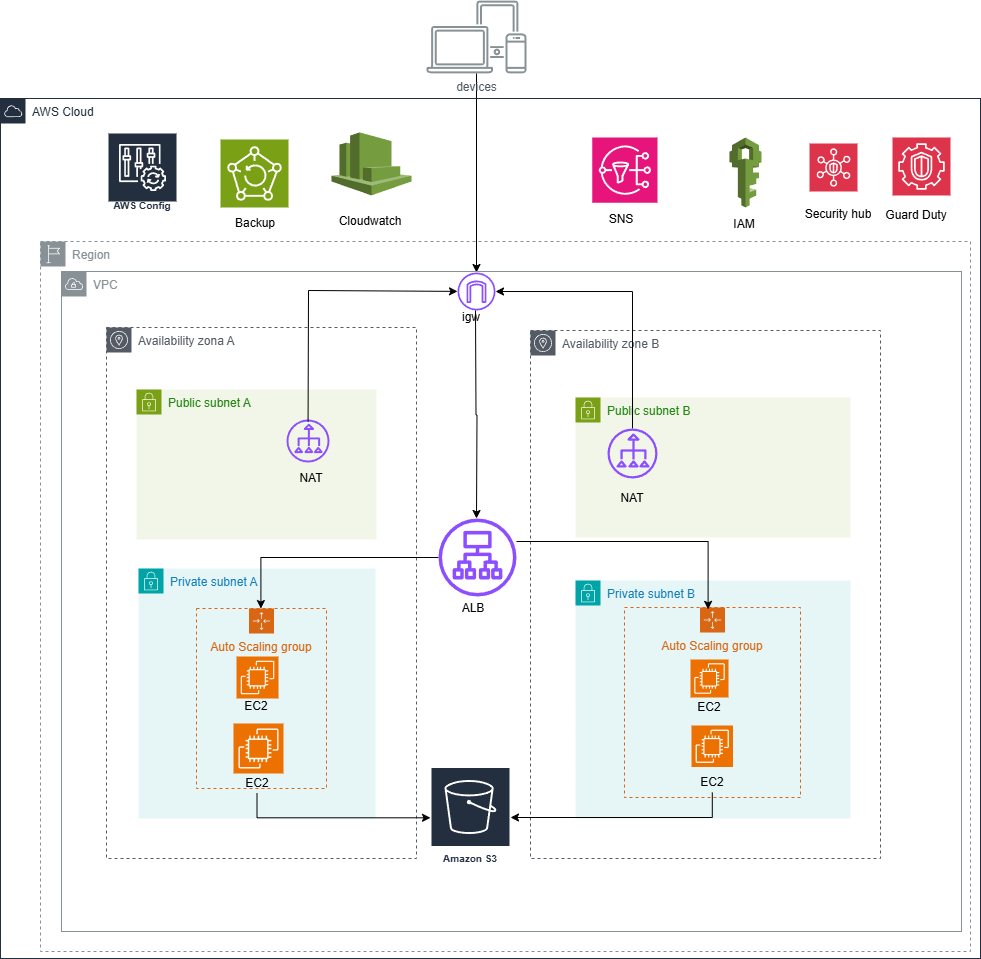 devices
AWS Cloud
AWS Config
Backup
Cloudwatch
SNS
IAM
Security hub
Guard Duty
Region
VPC
igw
Availability zona A
Availability zone B
Public subnet A
Public subnet B
NAT
NAT
ALB
Private subnet A
Private subnet B
Auto Scaling group
Auto Scaling group
EC2
EC2
EC2
EC2
Amazon S3